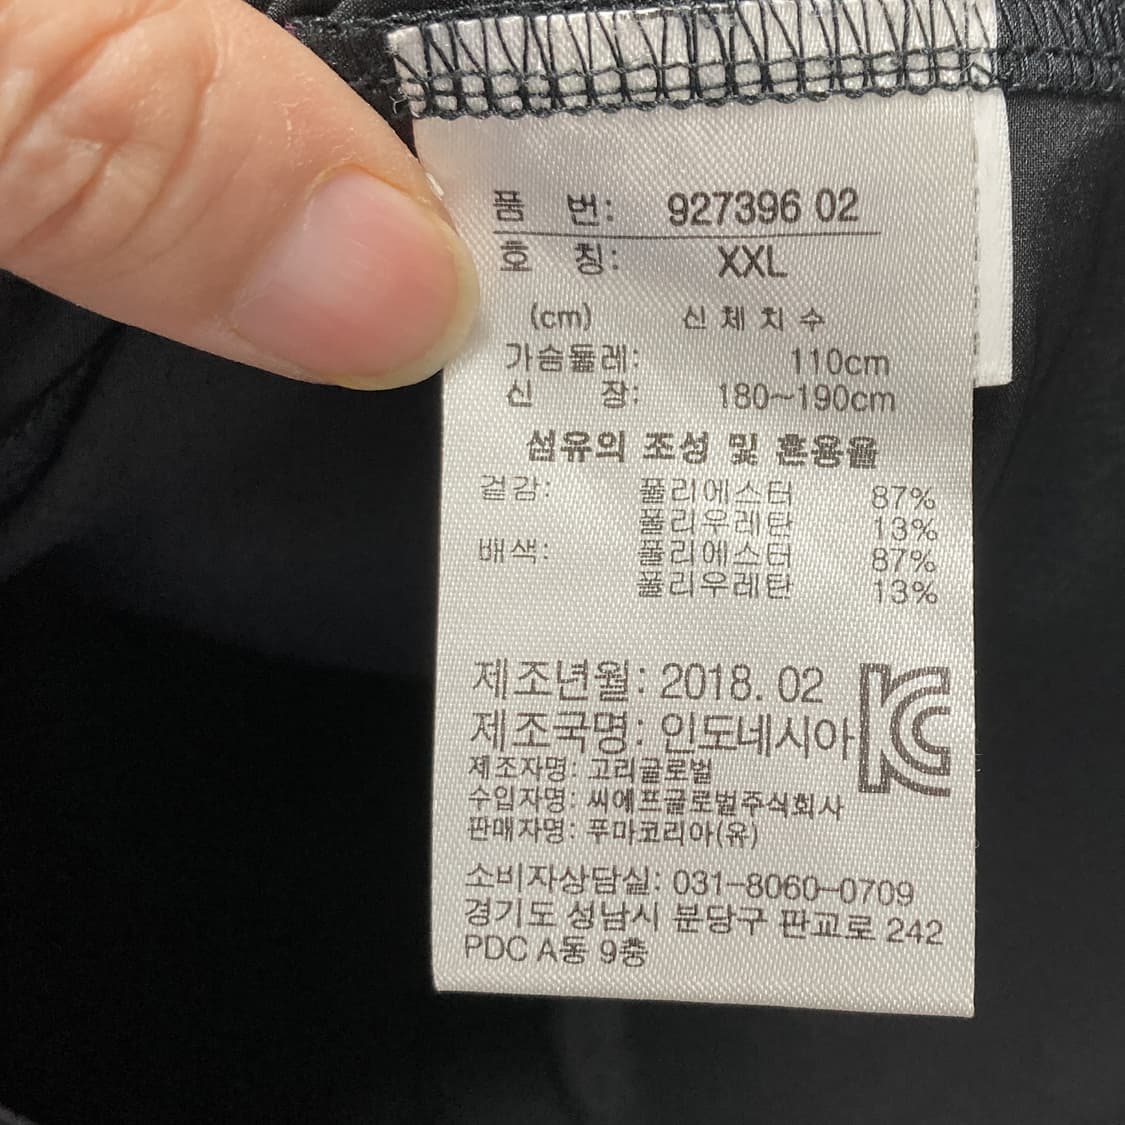 품 번: 927396 02
호 칭: XXL
(cm) 신체치수
가슴둘레: 110cm
신 장: 180~190cm
섬유의 조성 및 혼용율
겉감: 폴리에스터 87%
폴리우레탄 13%
배색: 폴리에스터 87%
폴리우레탄 13%
제조년월: 2018. 02
제조국명: 인도네시아
KC
제조자명: 고리글로벌
수입자명: 씨에프글로벌주식회사
판매자명: 푸마코리아(유)
소비자상담실: 031-8060-0709
경기도 성남시 분당구 판교로 242
PDC A동 9층